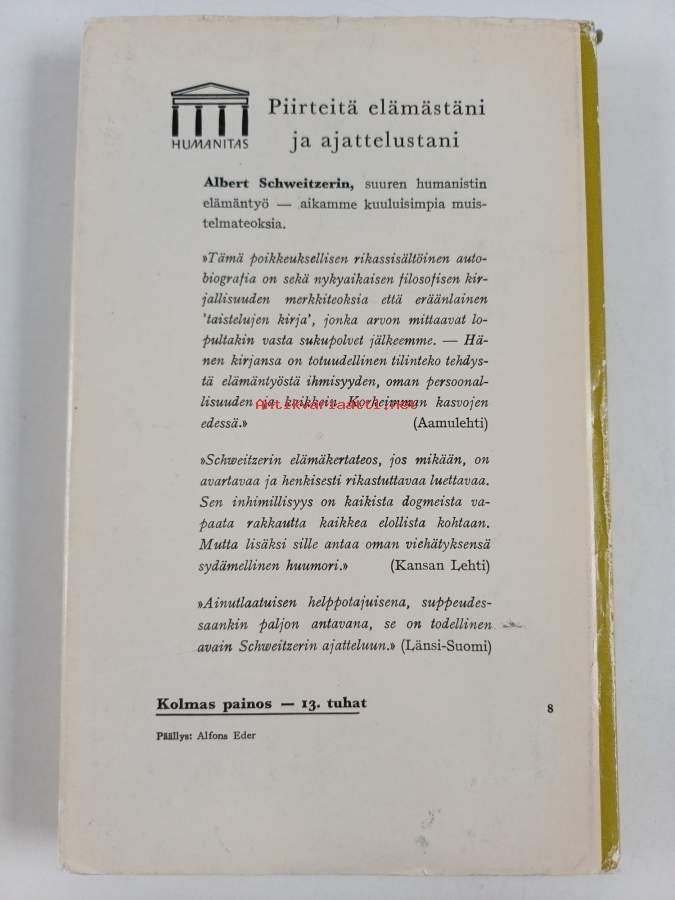 Piirteitä elämästäni
ja ajattelustani
HUMANITAS
Albert Schweitzerin, suuren humanistin
elämäntyö — aikamme kuuluisimpia muis-
telmateoksia.
»Tämä poikkeuksellisen rikassisältöinen auto-
biografia on sekä nykyaikaisen filosofisen kir-
jallisuuden merkkiteoksia että eräänlainen
'taistelujen kirja', jonka arvon mittaavat lo-
pultakin vasta sukupolvet jälkeemme. — Hä-
nen kirjansa on totuudellinen tilinteko tehdys-
tä elämäntyöstä ihmisyyden, oman persoonal-
lisuuden ja kaikkein Korkeimman kasvojen
Antikvariaatti.net
edessä.» (Aamulehti)
»Schweitzerin elämäkertateos, jos mikään, on
avartavaa ja henkisesti rikastuttavaa luettavaa.
Sen inhimillisyys on kaikista dogmeista va-
paata rakkautta kaikkea elollista kohtaan.
Mutta lisäksi sille antaa oman viehätyksensä
sydämellinen huumori.» (Kansan Lehti)
»Ainutlaatuisen helppotajuisena, suppeudes-
saankin paljon antavana, se on todellinen
avain Schweitzerin ajatteluun.» (Länsi-Suomi)
Kolmas painos — 13. tuhat
8
Päällys: Alfons Eder